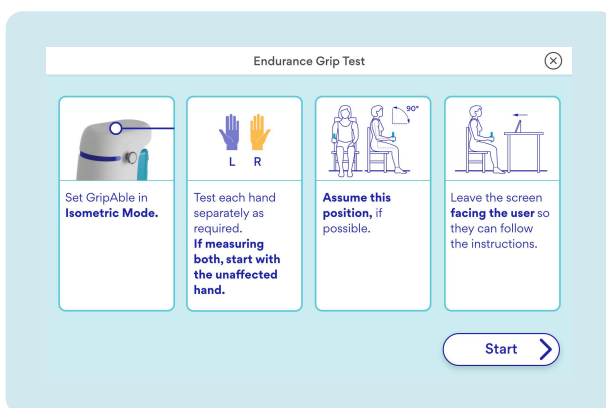 Endurance Grip Test
Set GripAble in
Isometric Mode.
L R
Test each hand
separately as
required.
If measuring
both, start with
the unaffected
hand.
90°
Assume this
position, if
possible.
Leave the screen
facing the user so
they can follow
the instructions.
Start